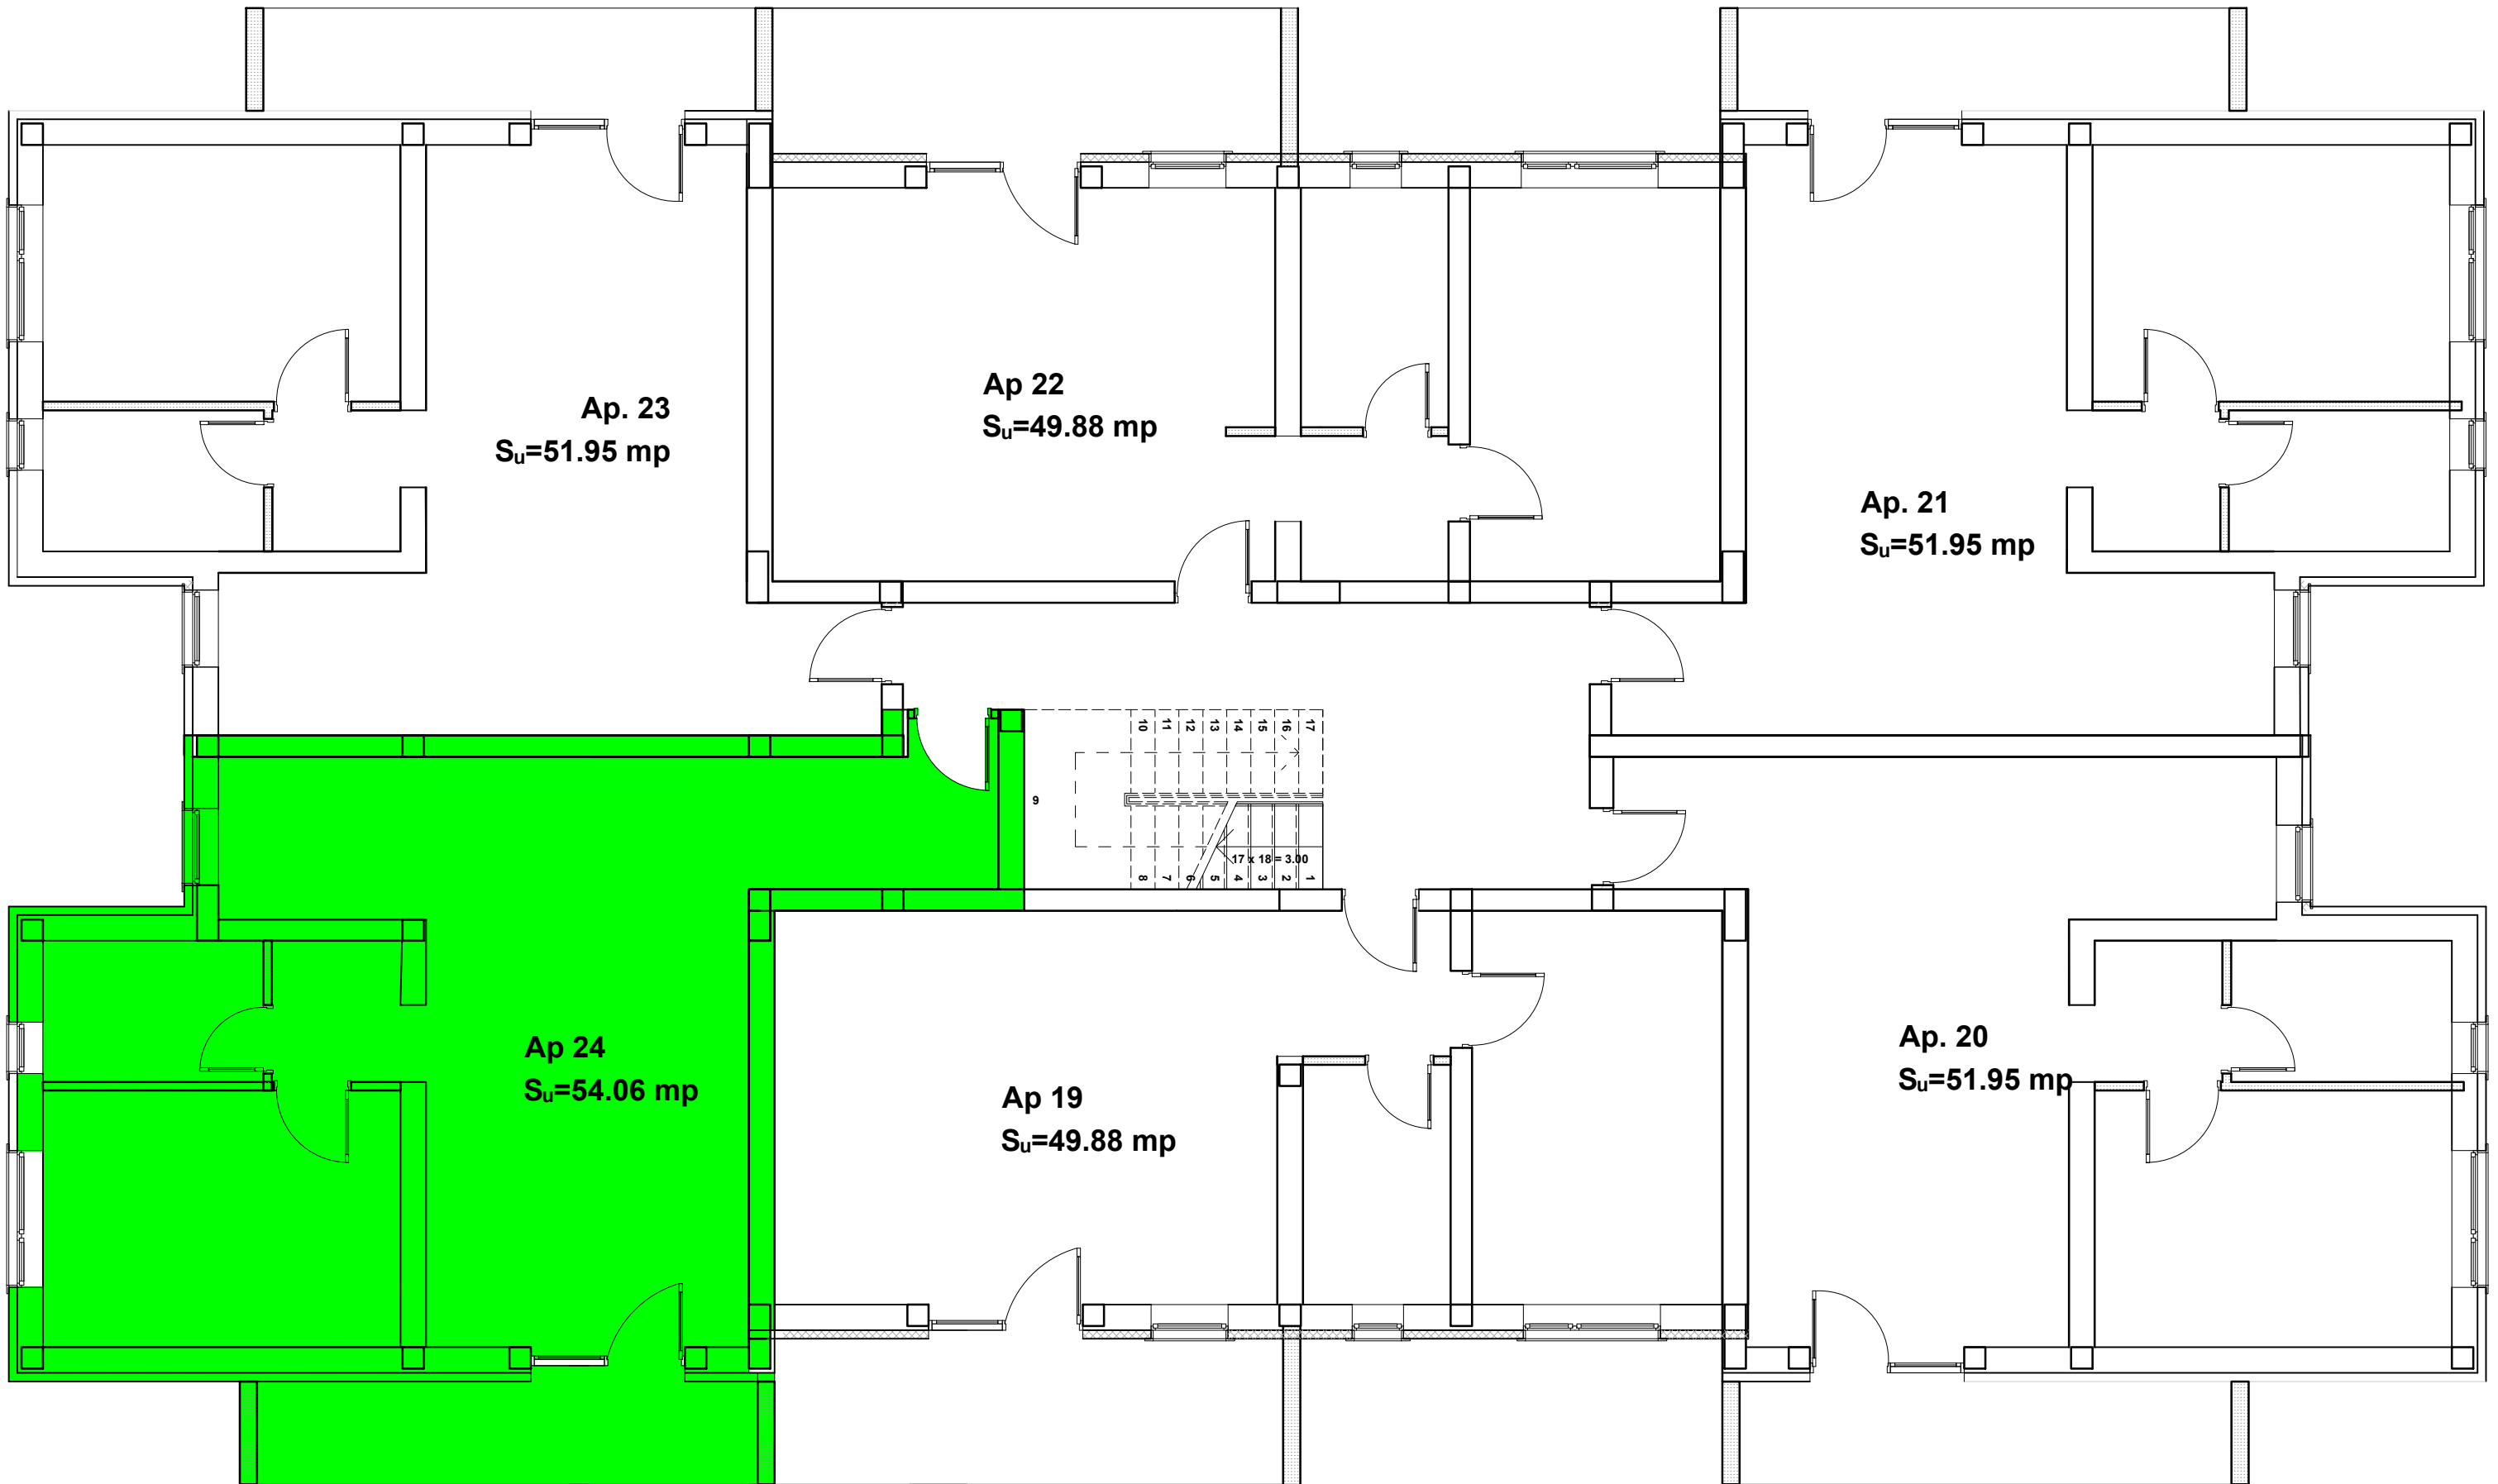 Ap 22
Sᵤ=49.88 mp
Ap. 23
Sᵤ=51.95 mp
Ap. 21
Sᵤ=51.95 mp
10
11
12
13
14
15
16
17
9
17 x 18 = 3.00
8
7
6
5
4
3
2
1
Ap 24
Sᵤ=54.06 mp
Ap. 20
Sᵤ=51.95 mp
Ap 19
Sᵤ=49.88 mp